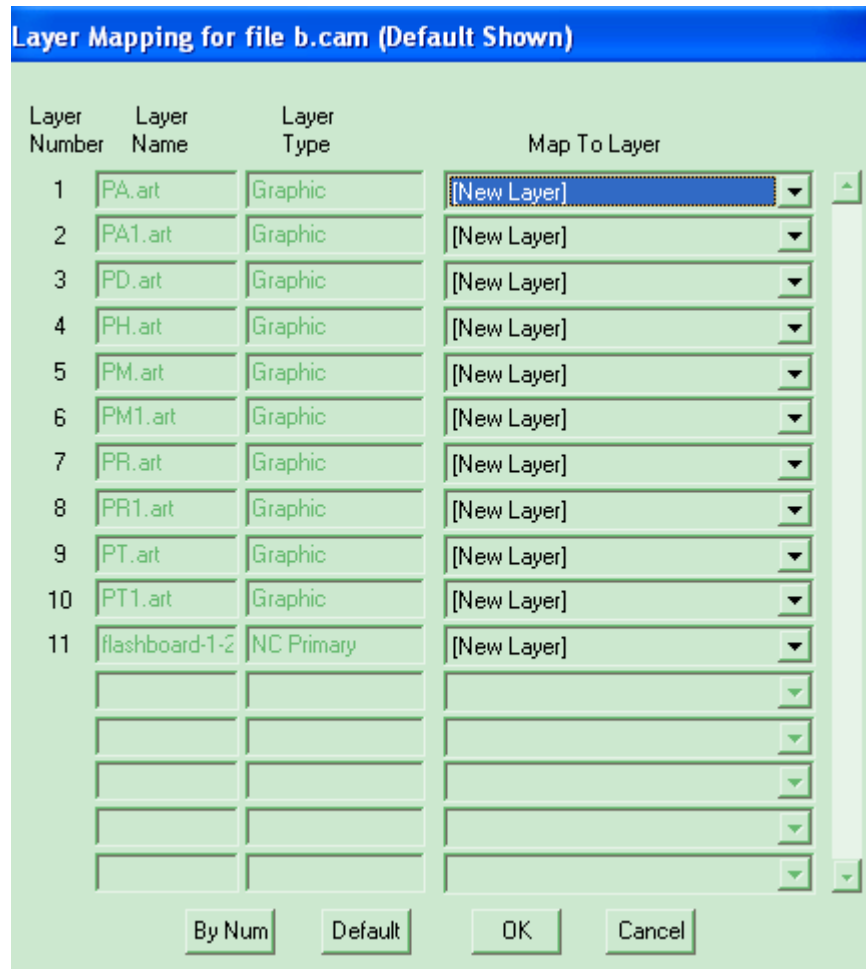 Layer Mapping for file b.cam (Default Shown)
Layer Number Layer Name Layer Type Map To Layer
1 PA.art Graphic [New Layer]
2 PA1.art Graphic [New Layer]
3 PD.art Graphic [New Layer]
4 PH.art Graphic [New Layer]
5 PM.art Graphic [New Layer]
6 PM1.art Graphic [New Layer]
7 PR.art Graphic [New Layer]
8 PR1.art Graphic [New Layer]
9 PT.art Graphic [New Layer]
10 PT1.art Graphic [New Layer]
11 flashboard-1-2 NC Primary [New Layer]
By Num Default OK Cancel